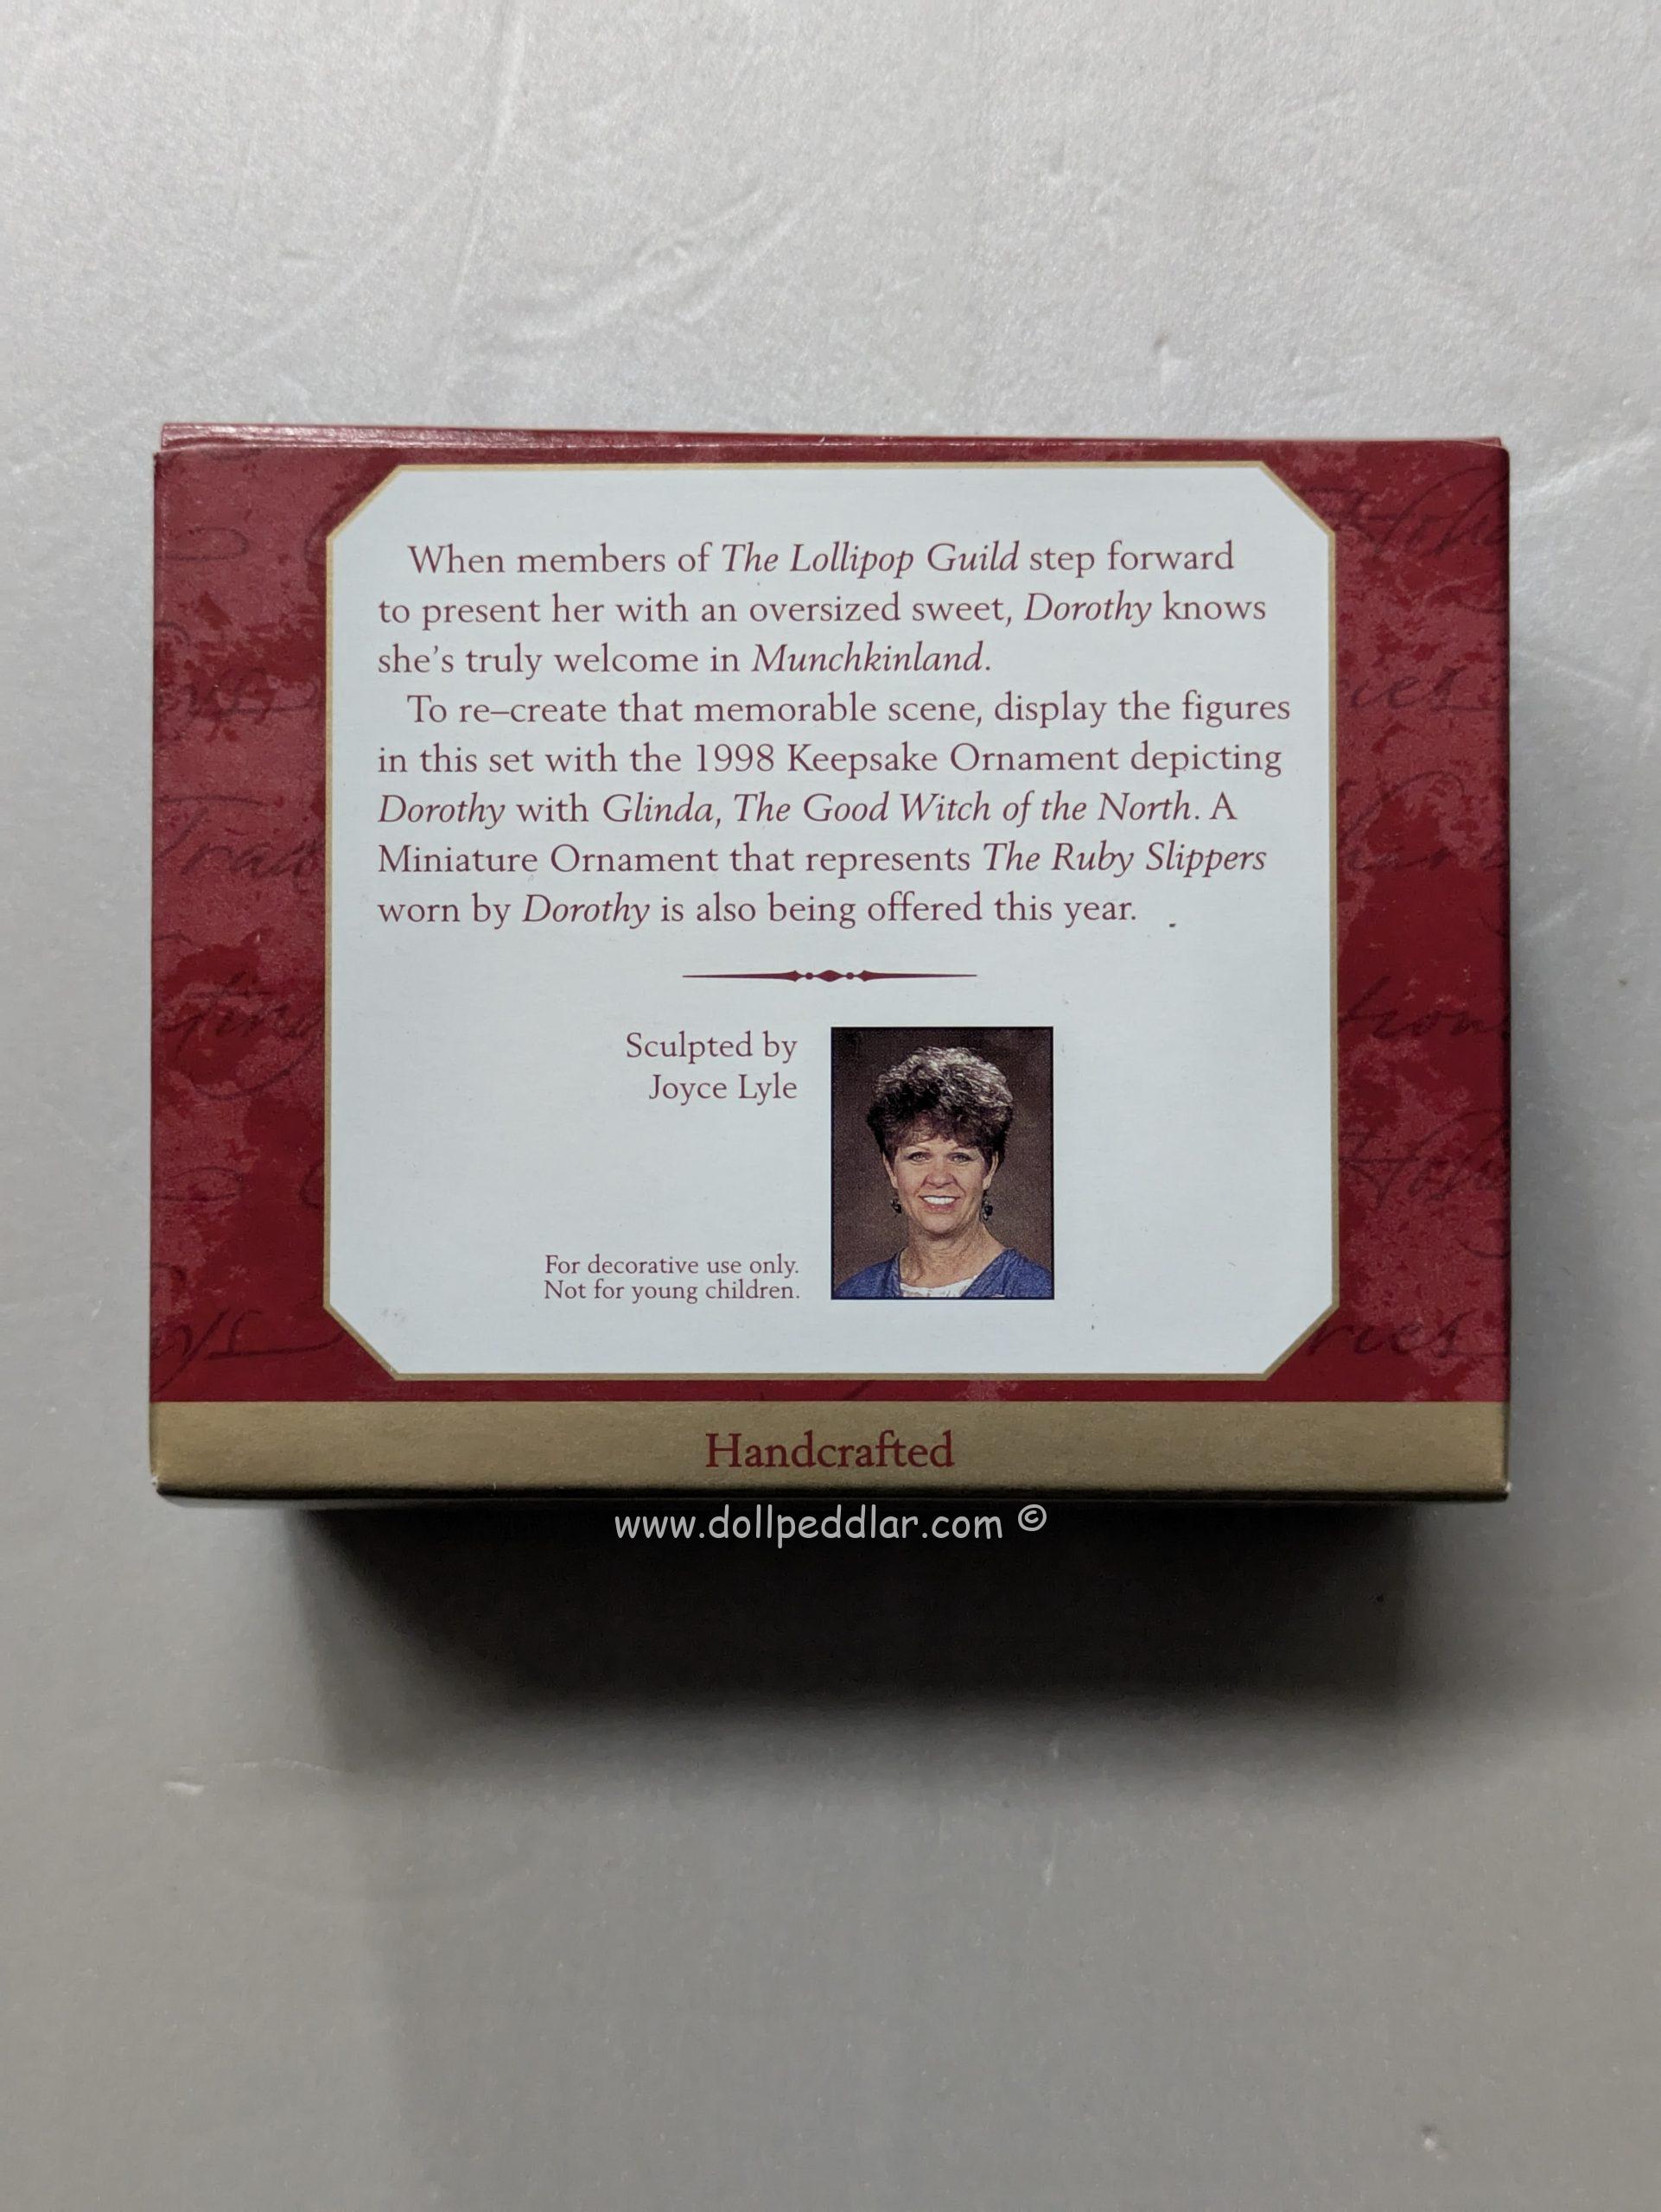 When members of The Lollipop Guild step forward
to present her with an oversized sweet, Dorothy knows
she's truly welcome in Munchkinland.
To re–create that memorable scene, display the figures
in this set with the 1998 Keepsake Ornament depicting
Dorothy with Glinda, The Good Witch of the North. A
Miniature Ornament that represents The Ruby Slippers
worn by Dorothy is also being offered this year.
Sculpted by
Joyce Lyle
For decorative use only.
Not for young children.
Handcrafted
www.dollpeddlar.com ©